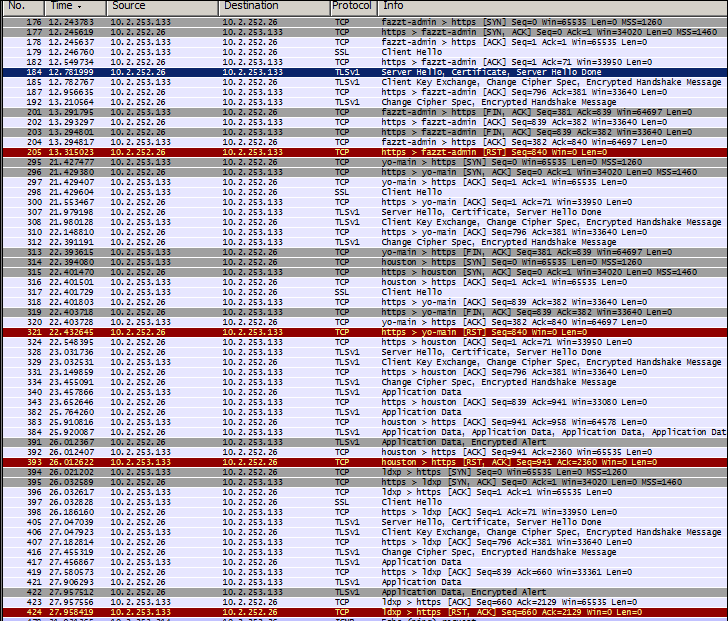 No. Time Source Destination Protocol Info
176 12.243783 10.2.253.133 10.2.252.26 TCP fazzt-admin > https [SYN] Seq=0 Win=65535 Len=0 MSS=1260
177 12.245619 10.2.252.26 10.2.253.133 TCP https > fazzt-admin [SYN, ACK] Seq=0 Ack=1 Win=34020 Len=0 MSS=1460
178 12.245637 10.2.253.133 10.2.252.26 TCP fazzt-admin > https [ACK] Seq=1 Ack=1 Win=65535 Len=0
179 12.246760 10.2.253.133 10.2.252.26 SSL Client Hello
182 12.549734 10.2.252.26 10.2.253.133 TCP https > fazzt-admin [ACK] Seq=1 Ack=71 Win=33950 Len=0
184 12.781999 10.2.252.26 10.2.253.133 TLSv1 Server Hello, Certificate, Server Hello Done
185 12.782767 10.2.253.133 10.2.252.26 TLSv1 Client Key Exchange, Change Cipher Spec, Encrypted Handshake Message
187 12.956635 10.2.252.26 10.2.253.133 TCP https > fazzt-admin [ACK] Seq=796 Ack=381 Win=33640 Len=0
192 13.210564 10.2.252.26 10.2.253.133 TLSv1 Change Cipher Spec, Encrypted Handshake Message
201 13.291795 10.2.253.133 10.2.252.26 TCP fazzt-admin > https [FIN, ACK] Seq=381 Ack=839 Win=64697 Len=0
202 13.293297 10.2.252.26 10.2.253.133 TCP https > fazzt-admin [ACK] Seq=839 Ack=382 Win=33640 Len=0
203 13.294801 10.2.252.26 10.2.253.133 TCP https > fazzt-admin [FIN, ACK] Seq=839 Ack=382 Win=33640 Len=0
204 13.294817 10.2.253.133 10.2.252.26 TCP fazzt-admin > https [ACK] Seq=382 Ack=840 Win=64697 Len=0
205 13.315023 10.2.252.26 10.2.253.133 TCP https > fazzt-admin [RST] Seq=840 Win=0 Len=0
295 21.427477 10.2.253.133 10.2.252.26 TCP yo-main > https [SYN] Seq=0 Win=65535 Len=0 MSS=1260
296 21.429380 10.2.252.26 10.2.253.133 TCP https > yo-main [SYN, ACK] Seq=0 Ack=1 Win=34020 Len=0 MSS=1460
297 21.429407 10.2.253.133 10.2.252.26 TCP yo-main > https [ACK] Seq=1 Ack=1 Win=65535 Len=0
298 21.429604 10.2.253.133 10.2.252.26 SSL Client Hello
300 21.553467 10.2.252.26 10.2.253.133 TCP https > yo-main [ACK] Seq=1 Ack=71 Win=33950 Len=0
307 21.979198 10.2.252.26 10.2.253.133 TLSv1 Server Hello, Certificate, Server Hello Done
308 21.980128 10.2.253.133 10.2.252.26 TLSv1 Client Key Exchange, Change Cipher Spec, Encrypted Handshake Message
310 22.148810 10.2.252.26 10.2.253.133 TCP https > yo-main [ACK] Seq=796 Ack=381 Win=33640 Len=0
312 22.391191 10.2.252.26 10.2.253.133 TLSv1 Change Cipher Spec, Encrypted Handshake Message
313 22.393615 10.2.253.133 10.2.252.26 TCP yo-main > https [FIN, ACK] Seq=381 Ack=839 Win=64697 Len=0
314 22.394080 10.2.253.133 10.2.252.26 TCP houston > https [SYN] Seq=0 Win=65535 Len=0 MSS=1260
315 22.401470 10.2.252.26 10.2.253.133 TCP https > houston [SYN, ACK] Seq=0 Ack=1 Win=34020 Len=0 MSS=1460
316 22.401501 10.2.253.133 10.2.252.26 TCP houston > https [ACK] Seq=1 Ack=1 Win=65535 Len=0
317 22.401729 10.2.253.133 10.2.252.26 SSL Client Hello
318 22.401803 10.2.252.26 10.2.253.133 TCP https > yo-main [ACK] Seq=839 Ack=382 Win=33640 Len=0
319 22.403718 10.2.252.26 10.2.253.133 TCP https > yo-main [FIN, ACK] Seq=839 Ack=382 Win=33640 Len=0
320 22.403728 10.2.253.133 10.2.252.26 TCP yo-main > https [ACK] Seq=382 Ack=840 Win=64697 Len=0
321 22.432645 10.2.252.26 10.2.253.133 TCP https > yo-main [RST] Seq=840 Win=0 Len=0
324 22.548395 10.2.252.26 10.2.253.133 TCP https > houston [ACK] Seq=1 Ack=71 Win=33950 Len=0
328 23.031736 10.2.252.26 10.2.253.133 TLSv1 Server Hello, Certificate, Server Hello Done
329 23.032531 10.2.253.133 10.2.252.26 TLSv1 Client Key Exchange, Change Cipher Spec, Encrypted Handshake Message
331 23.149859 10.2.252.26 10.2.253.133 TCP https > houston [ACK] Seq=796 Ack=381 Win=33640 Len=0
334 23.455091 10.2.252.26 10.2.253.133 TLSv1 Change Cipher Spec, Encrypted Handshake Message
340 23.457866 10.2.253.133 10.2.252.26 TLSv1 Application Data
343 23.652646 10.2.252.26 10.2.253.133 TCP https > houston [ACK] Seq=839 Ack=941 Win=33080 Len=0
382 25.764260 10.2.252.26 10.2.253.133 TLSv1 Application Data
383 25.910816 10.2.253.133 10.2.252.26 TCP houston > https [ACK] Seq=941 Ack=958 Win=64578 Len=0
384 25.920087 10.2.252.26 10.2.253.133 TLSv1 Application Data, Application Data, Application Data, Application Dat
391 26.012367 10.2.252.26 10.2.253.133 TLSv1 Application Data, Encrypted Alert
392 26.012407 10.2.253.133 10.2.252.26 TCP houston > https [ACK] Seq=941 Ack=2360 Win=65535 Len=0
393 26.012622 10.2.253.133 10.2.252.26 TCP houston > https [RST, ACK] Seq=941 Ack=2360 Win=0 Len=0
394 26.021202 10.2.253.133 10.2.252.26 TCP ldxp > https [SYN] Seq=0 Win=65535 Len=0 MSS=1260
395 26.032589 10.2.252.26 10.2.253.133 TCP https > ldxp [SYN, ACK] Seq=0 Ack=1 Win=34020 Len=0 MSS=1460
396 26.032617 10.2.253.133 10.2.252.26 TCP ldxp > https [ACK] Seq=1 Ack=1 Win=65535 Len=0
397 26.032828 10.2.253.133 10.2.252.26 SSL Client Hello
398 26.186160 10.2.252.26 10.2.253.133 TCP https > ldxp [ACK] Seq=1 Ack=71 Win=33950 Len=0
405 27.047039 10.2.252.26 10.2.253.133 TLSv1 Server Hello, Certificate, Server Hello Done
406 27.047923 10.2.253.133 10.2.252.26 TLSv1 Client Key Exchange, Change Cipher Spec, Encrypted Handshake Message
407 27.182814 10.2.252.26 10.2.253.133 TCP https > ldxp [ACK] Seq=796 Ack=381 Win=33640 Len=0
416 27.455319 10.2.252.26 10.2.253.133 TLSv1 Change Cipher Spec, Encrypted Handshake Message
417 27.456867 10.2.253.133 10.2.252.26 TLSv1 Application Data
419 27.580573 10.2.252.26 10.2.253.133 TCP https > ldxp [ACK] Seq=839 Ack=660 Win=33361 Len=0
421 27.906293 10.2.252.26 10.2.253.133 TLSv1 Application Data
422 27.957512 10.2.252.26 10.2.253.133 TLSv1 Application Data, Encrypted Alert
423 27.957556 10.2.253.133 10.2.252.26 TCP ldxp > https [ACK] Seq=660 Ack=2129 Win=65535 Len=0
424 27.958419 10.2.253.133 10.2.252.26 TCP ldxp > https [RST, ACK] Seq=660 Ack=2129 Win=0 Len=0